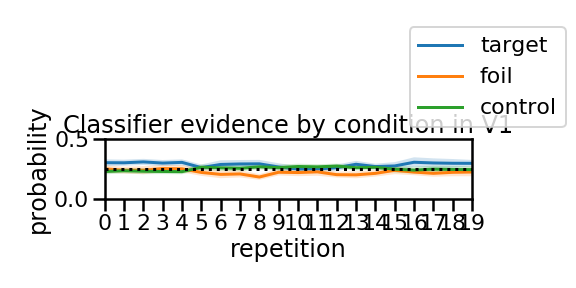 target
foil
control
Classifier evidence by condition in V1
probability
0.5
0.0
0 1 2 3 4 5 6 7 8 9 10 11 12 13 14 15 16 17 18 19
repetition